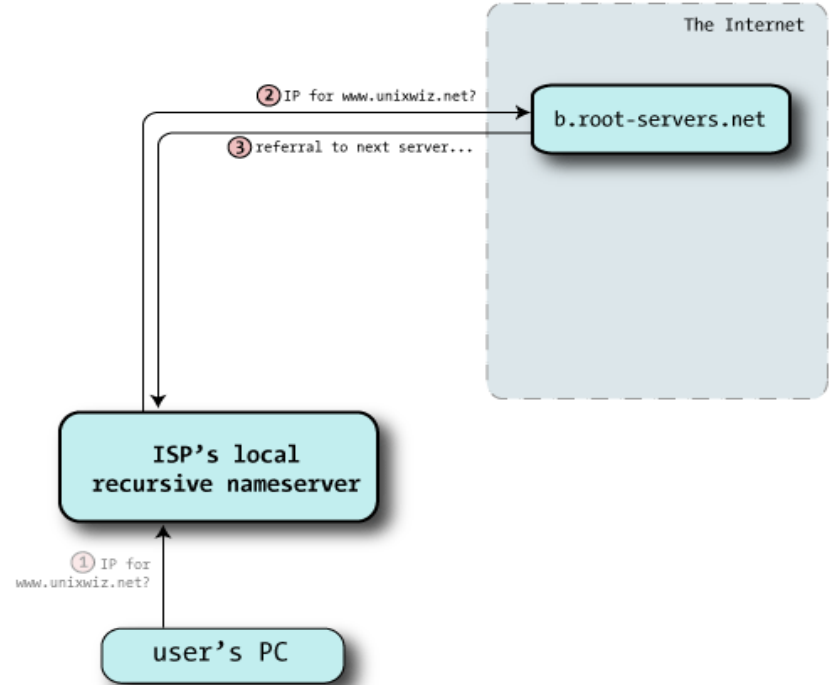 The Internet
2 IP for www.unixwiz.net?
b.root-servers.net
3 referral to next server...
ISP’s local
recursive nameserver
1 IP for
www.unixwiz.net?
user’s PC